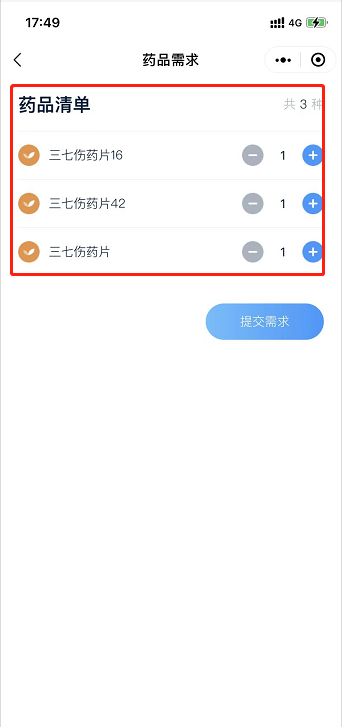 17:49 4G
药品需求
药品清单 共 3 种
三七伤药片16 1
三七伤药片42 1
三七伤药片 1
提交需求